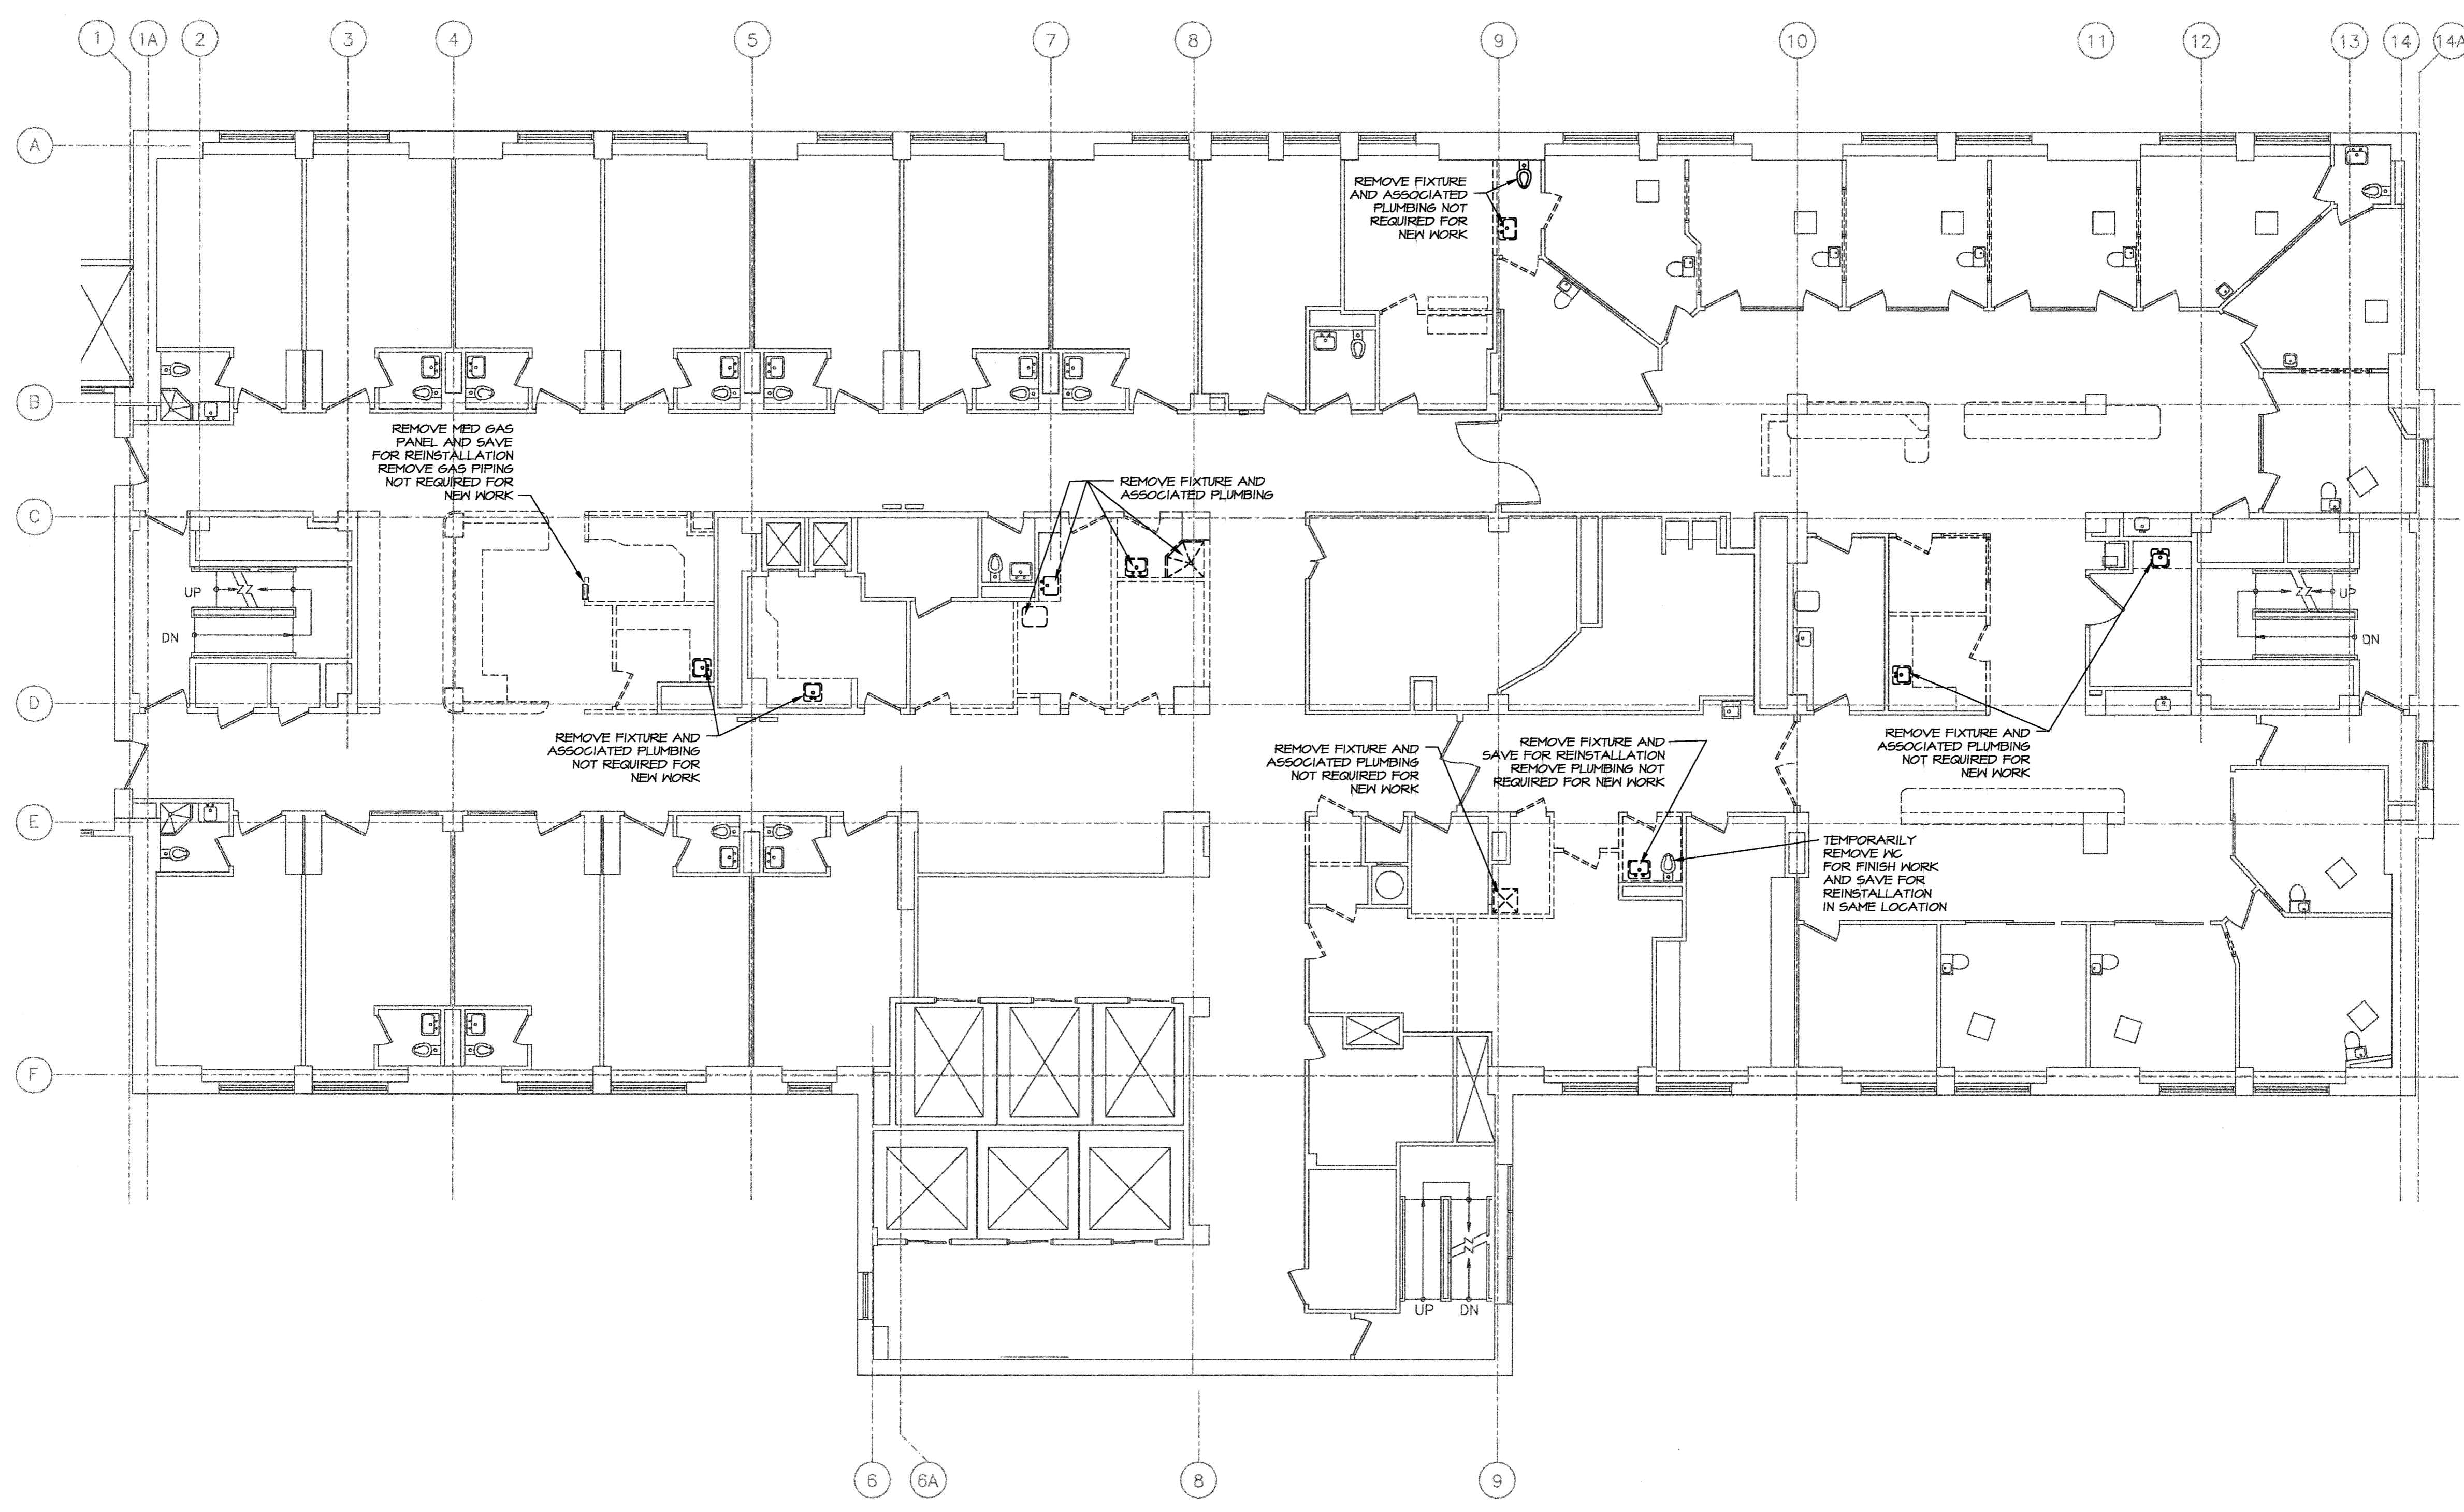 1
1A
2
3
4
5
7
8
9
10
11
12
13
14
14A
A
REMOVE FIXTURE
AND ASSOCIATED
PLUMBING NOT
REQUIRED FOR
NEW WORK
B
REMOVE MED GAS
PANEL AND SAVE
FOR REINSTALLATION
REMOVE GAS PIPING
NOT REQUIRED FOR
NEW WORK
REMOVE FIXTURE AND
ASSOCIATED PLUMBING
C
UP
DN
UP
DN
D
REMOVE FIXTURE AND
ASSOCIATED PLUMBING
NOT REQUIRED FOR
NEW WORK
REMOVE FIXTURE AND
ASSOCIATED PLUMBING
NOT REQUIRED FOR
NEW WORK
REMOVE FIXTURE AND
SAVE FOR REINSTALLATION
REMOVE PLUMBING NOT
REQUIRED FOR NEW WORK
REMOVE FIXTURE AND
ASSOCIATED PLUMBING
NOT REQUIRED FOR
NEW WORK
E
TEMPORARILY
REMOVE WC
FOR FINISH WORK
AND SAVE FOR
REINSTALLATION
IN SAME LOCATION
F
UP
DN
6
6A
8
9